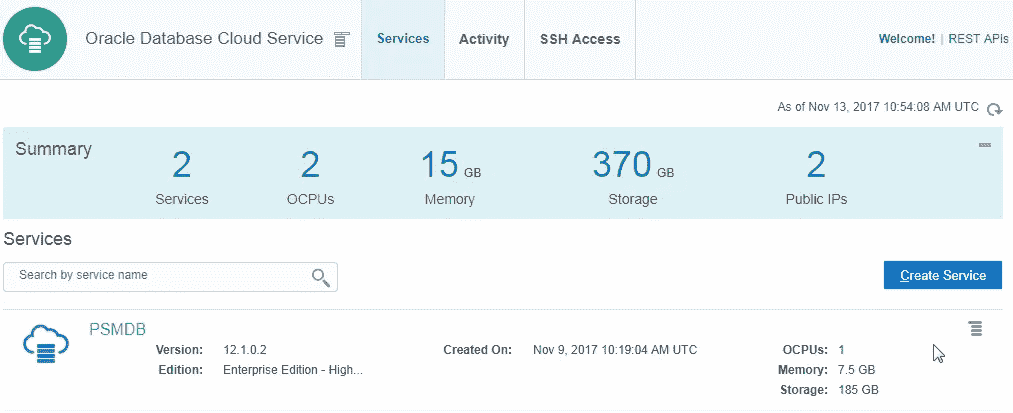 Oracle Database Cloud Service
Services
Activity
SSH Access
Welcome! | REST APIs
As of Nov 13, 2017 10:54:08 AM UTC
Summary
2 2 15 GB 370 GB 2
Services OCPUs Memory Storage Public IPs
Services
Search by service name
Create Service
PSMDB
Version: 12.1.0.2 Created On: Nov 9, 2017 10:19:04 AM UTC OCPUs: 1
Edition: Enterprise Edition - High... Memory: 7.5 GB
Storage: 185 GB